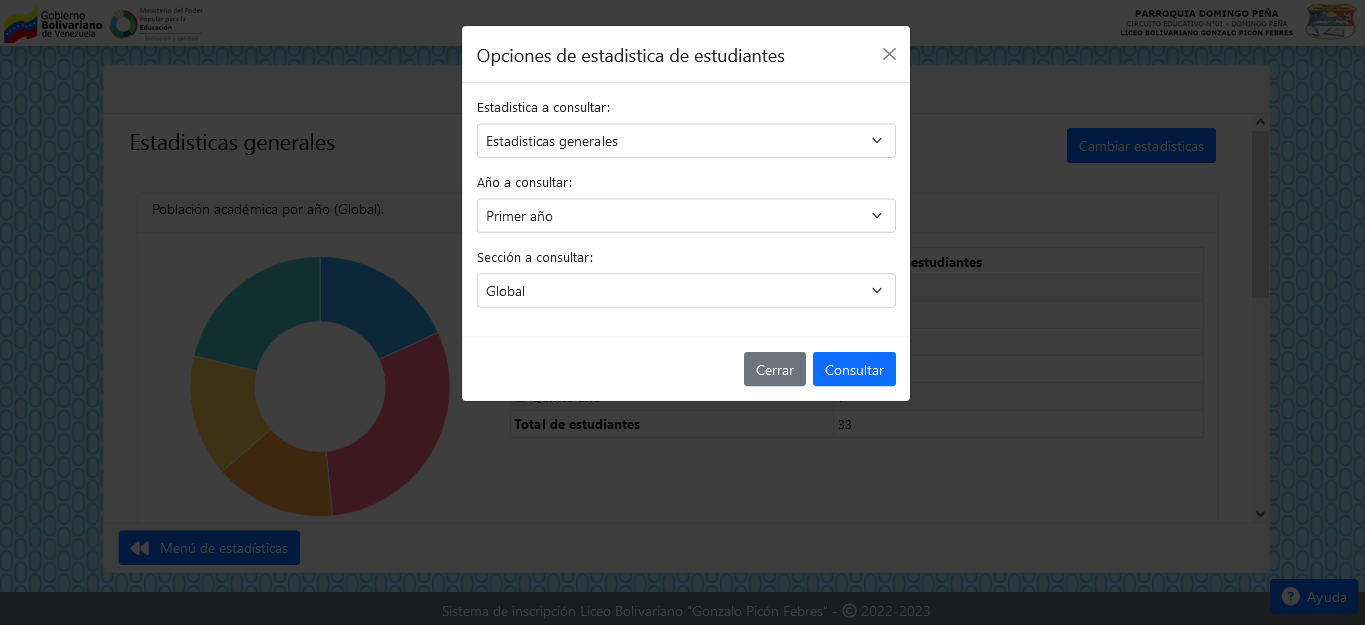 Gobierno
Bolivariano
de Venezuela
Ministerio del Poder
Popular para la
Educación
PARROQUIA DOMINGO PEÑA
CIRCUITO EDUCATIVO N°01 - DOMINGO PEÑA
LICEO BOLIVARIANO GONZALO PICÓN FEBRES
Opciones de estadistica de estudiantes
Estadistica a consultar:
Estadisticas generales
Año a consultar:
Primer año
Sección a consultar:
Global
Cerrar
Consultar
Estadisticas generales
Cambiar estadisticas
Población académica por año (Global).
estudiantes
Total de estudiantes
33
Menú de estadísticas
Ayuda
Sistema de inscripción Liceo Bolivariano "Gonzalo Picón Febres" - © 2022-2023